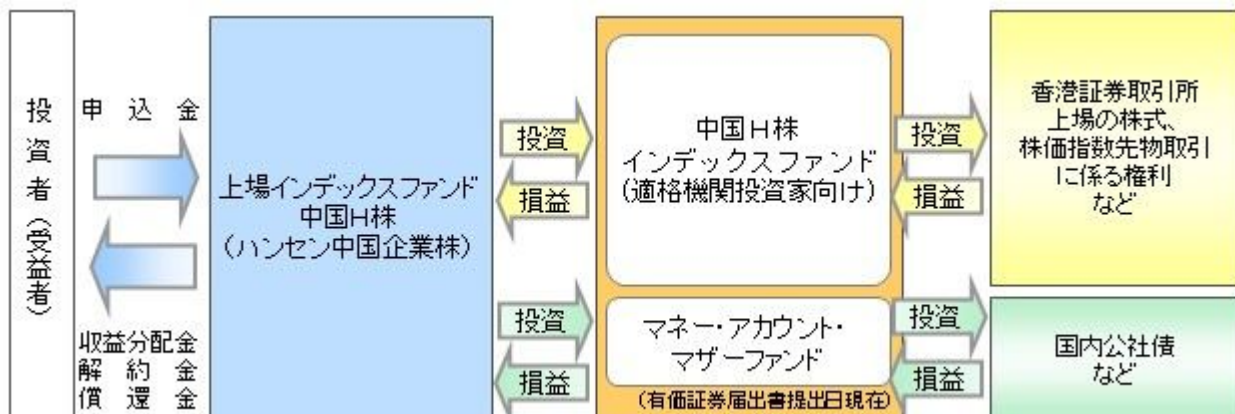 投資者(受益者)
申込金
収益分配金
解約金
償還金
上場インデックスファンド
中国H株
(ハンセン中国企業株)
投資
損益
投資
損益
中国H株
インデックスファンド
(適格機関投資家向け)
マネー・アカウント・
マザーファンド
(有価証券届出書提出日現在)
投資
損益
投資
損益
香港証券取引所
上場の株式、
株価指数先物取引
に係る権利
など
国内公社債
など